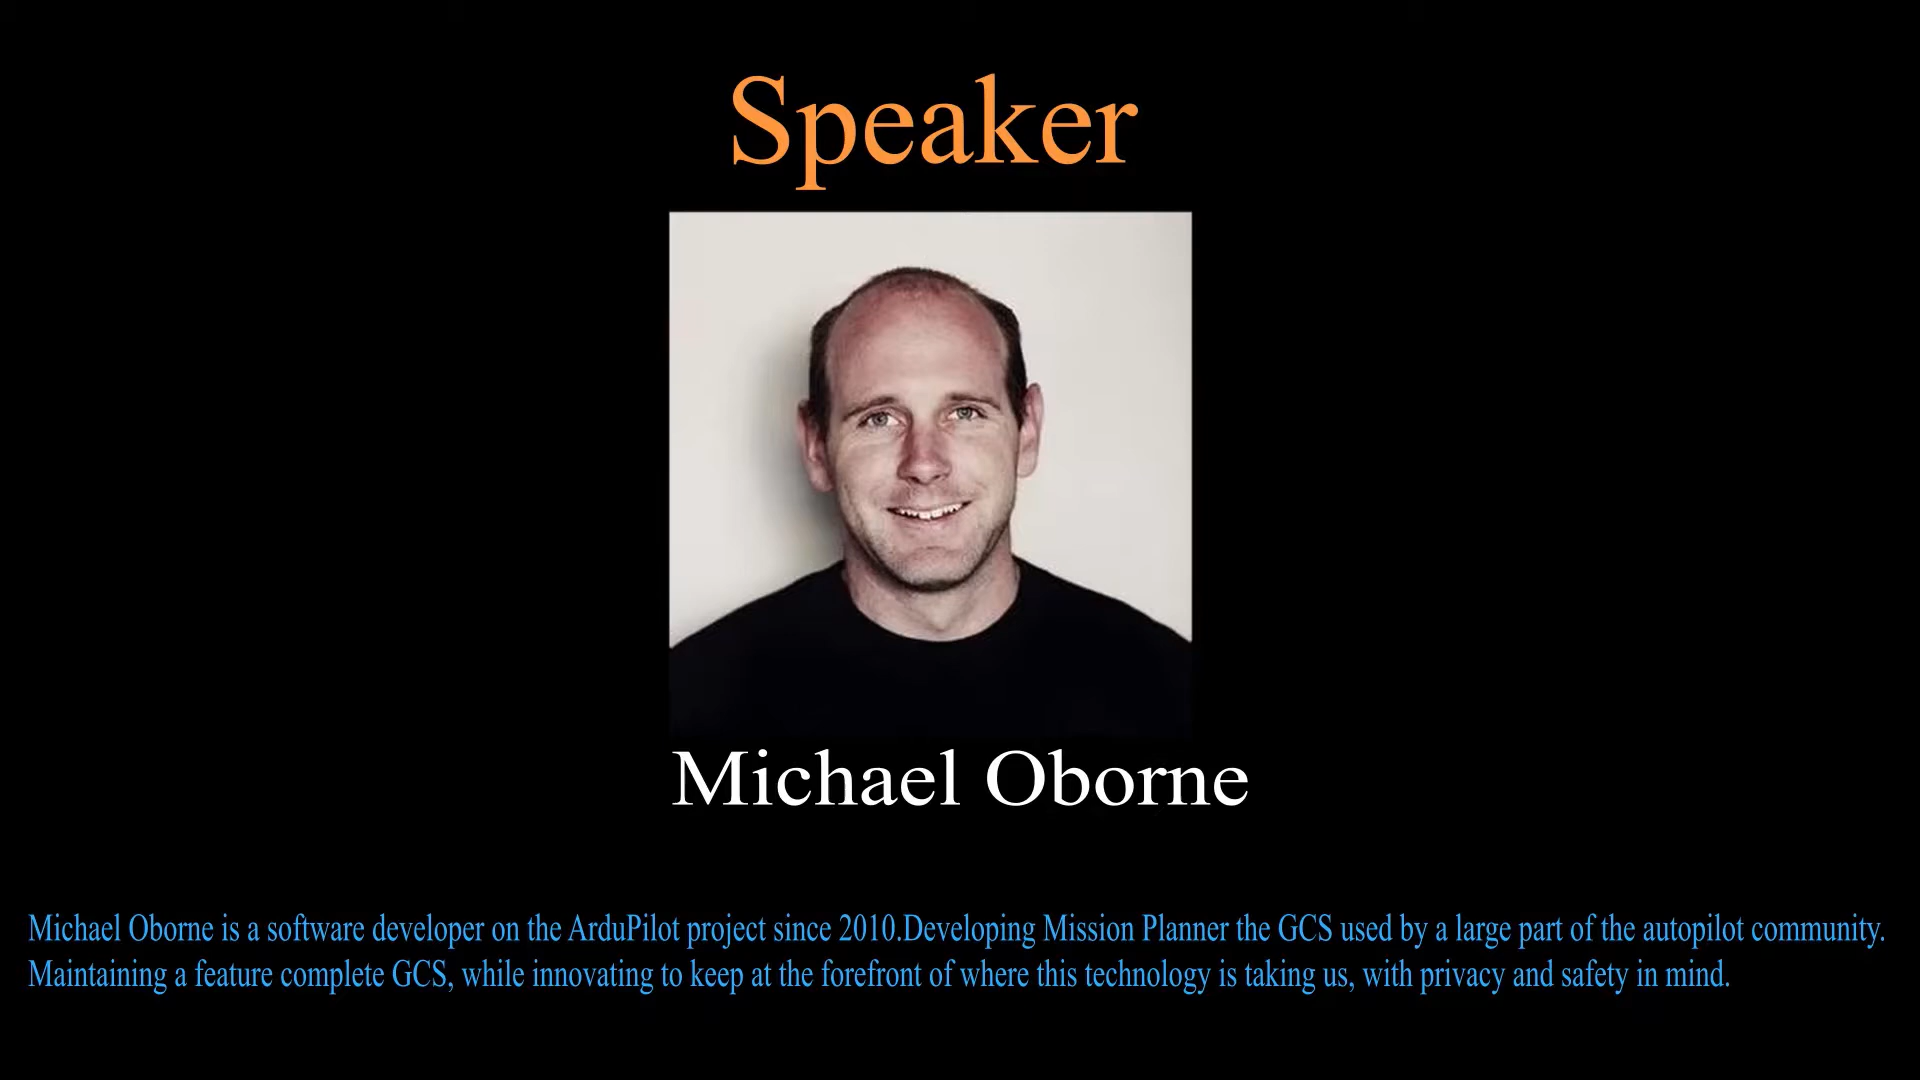 Speaker
Michael Oborne
Michael Oborne is a software developer on the ArduPilot project since 2010.Developing Mission Planner the GCS used by a large part of the autopilot community.
Maintaining a feature complete GCS, while innovating to keep at the forefront of where this technology is taking us, with privacy and safety in mind.